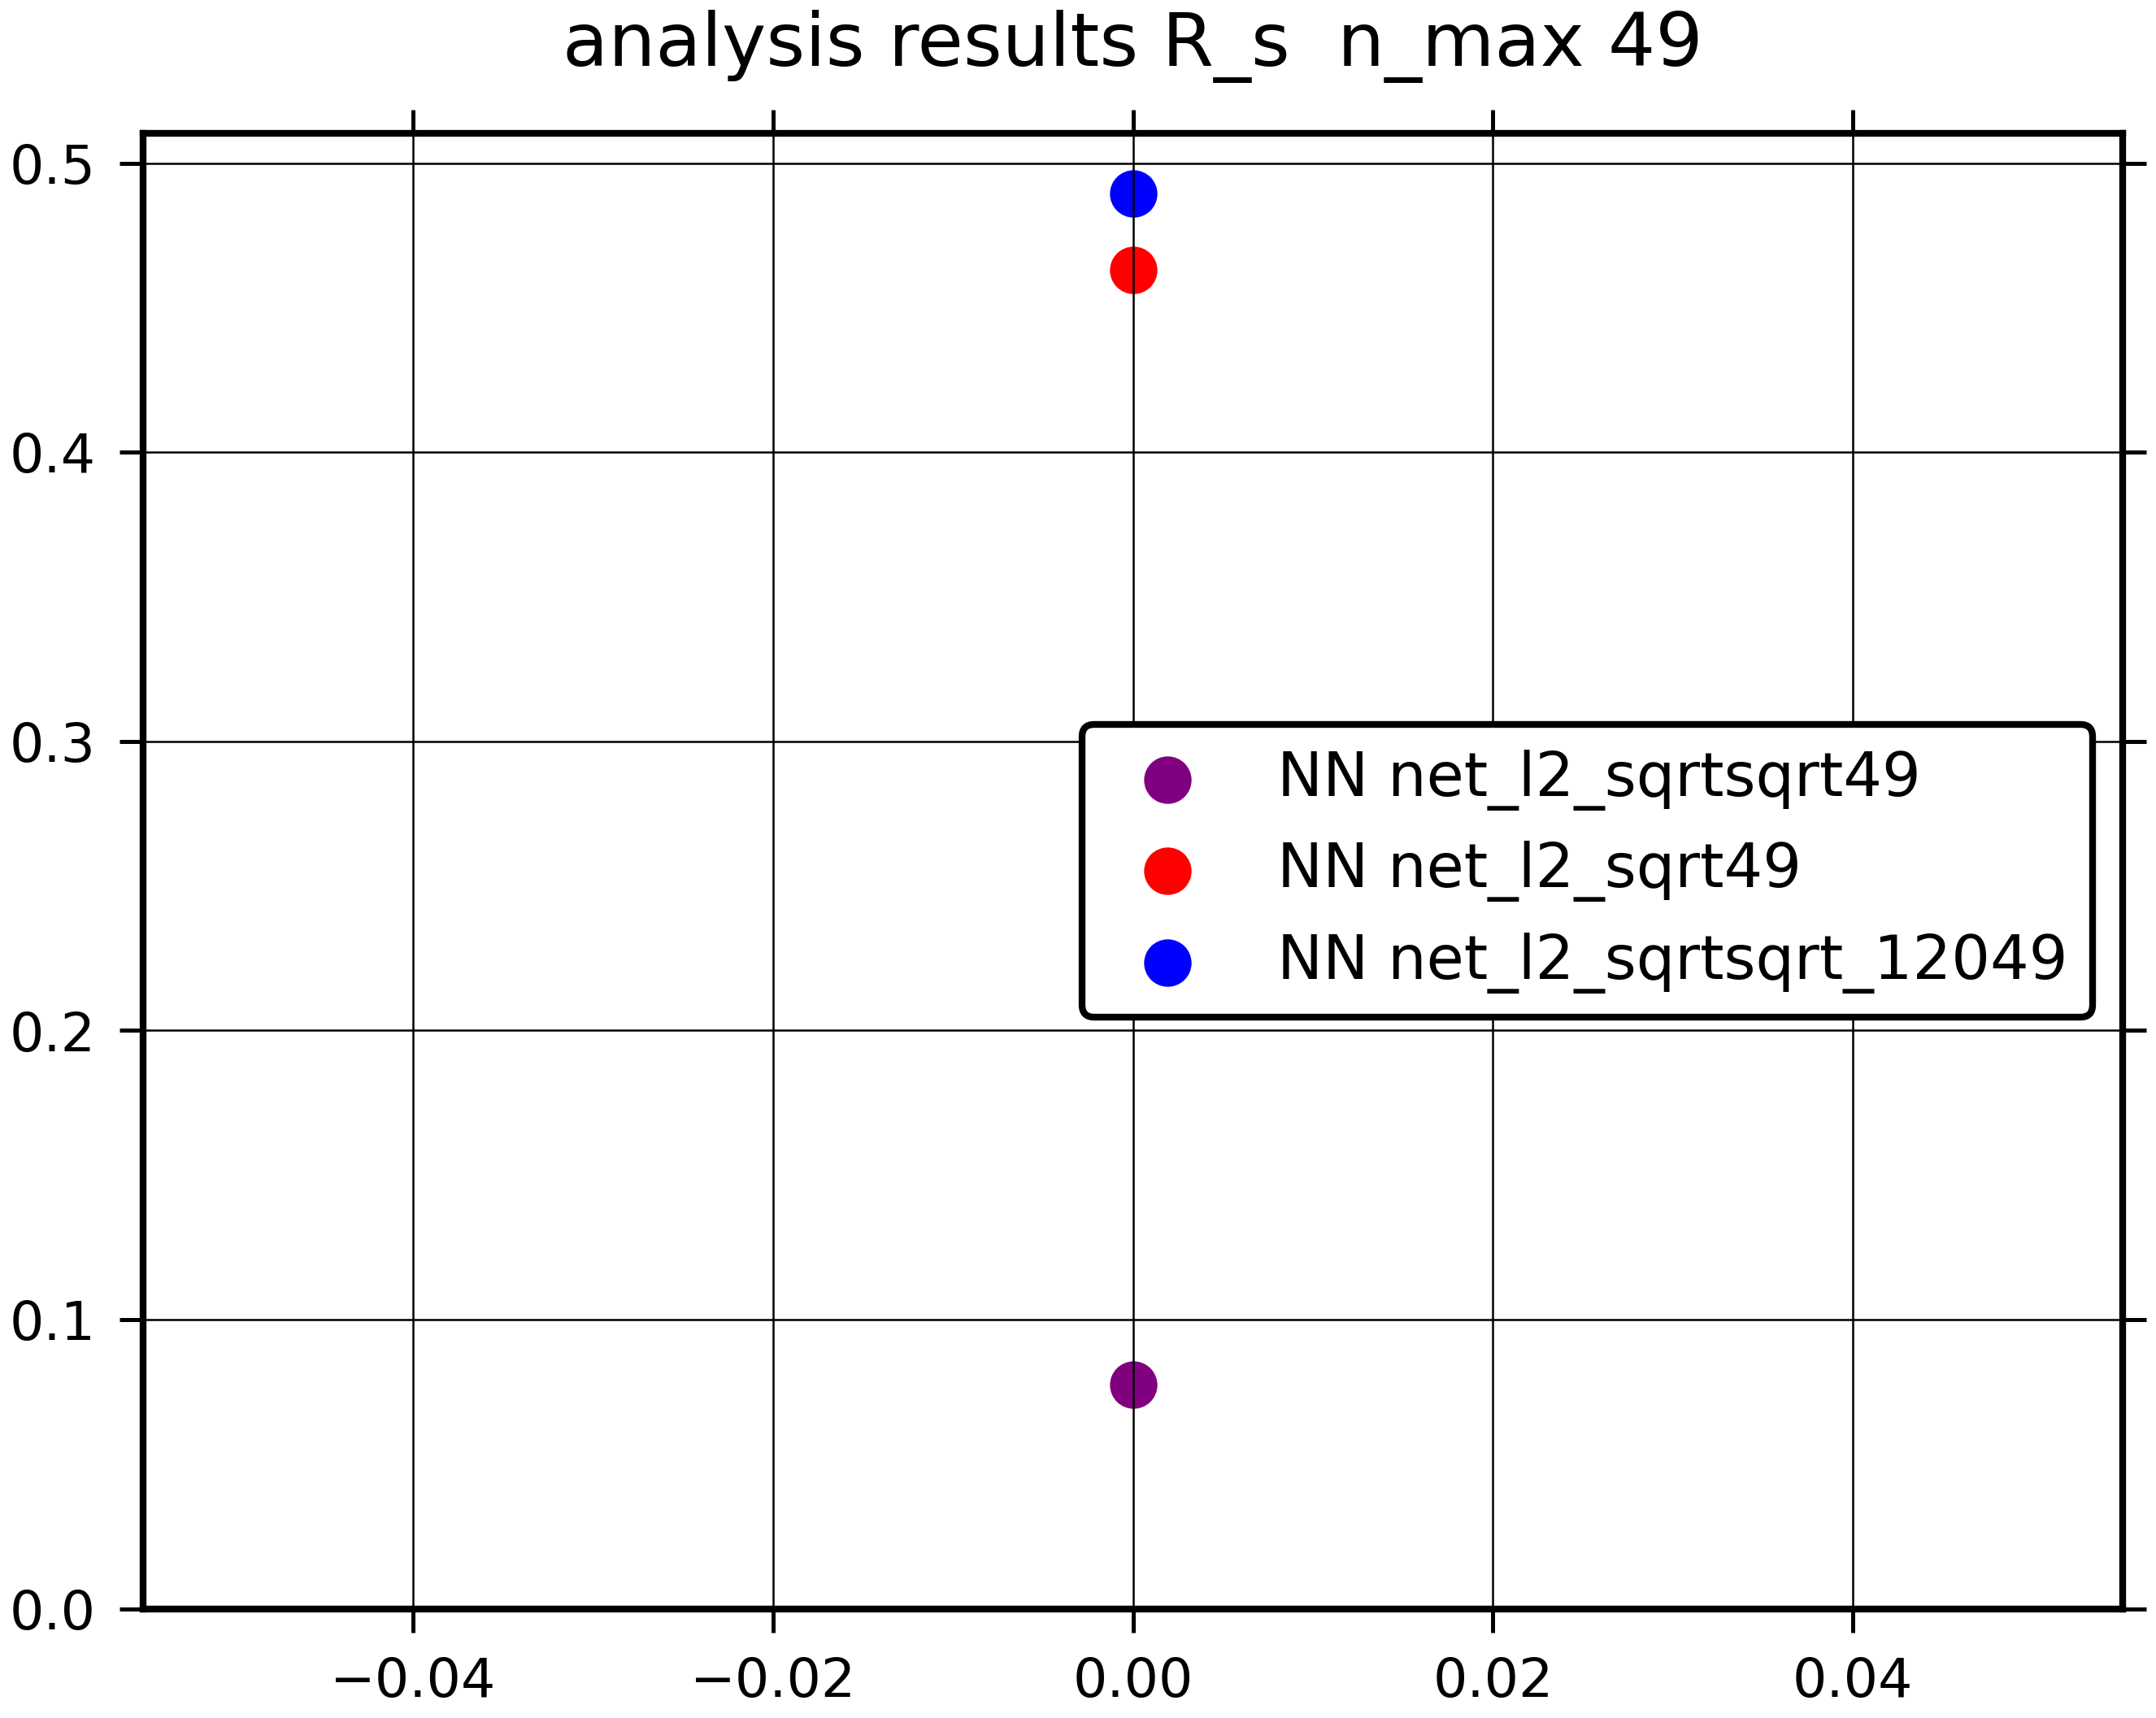 analysis results R_s  n_max 49
0.5
0.4
0.3
0.2
0.1
0.0
NN net_l2_sqrtsqrt49
NN net_l2_sqrt49
NN net_l2_sqrtsqrt_12049
−0.04 −0.02 0.00 0.02 0.04